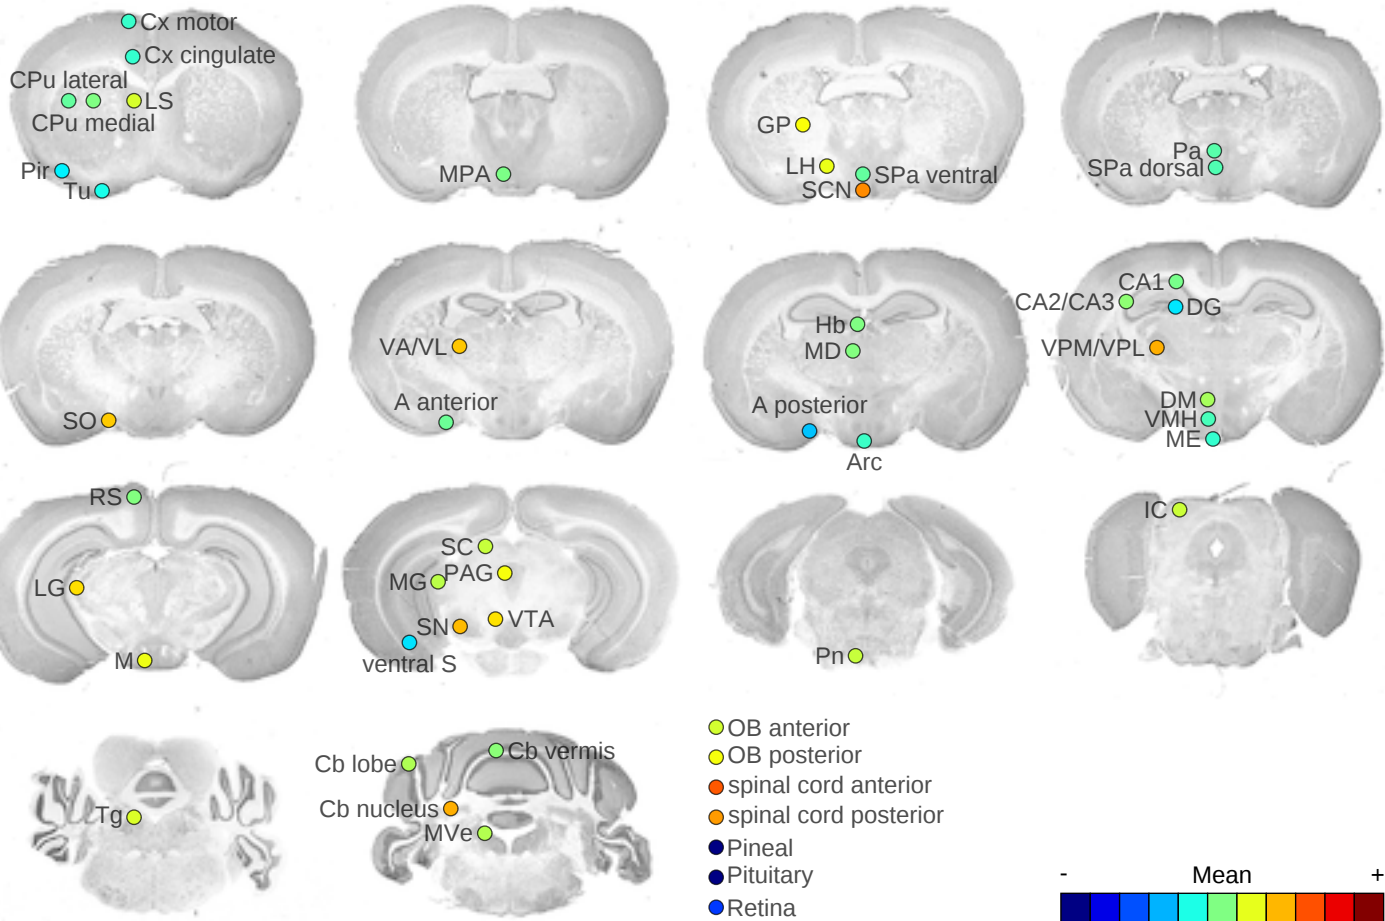 Cx motor
Cx cingulate
CPu lateral
LS
CPu medial
Pir
Tu
MPA
GP
LH
SPa ventral
SCN
Pa
SPa dorsal
SO
VA/VL
A anterior
Hb
MD
A posterior
Arc
CA1
CA2/CA3
DG
VPM/VPL
DM
VMH
ME
RS
LG
M
SC
PAG
MG
VTA
SN
ventral S
Pn
IC
Tg
Cb lobe
Cb vermis
Cb nucleus
MVe
OB anterior
OB posterior
spinal cord anterior
spinal cord posterior
Pineal
Pituitary
Retina
- Mean +